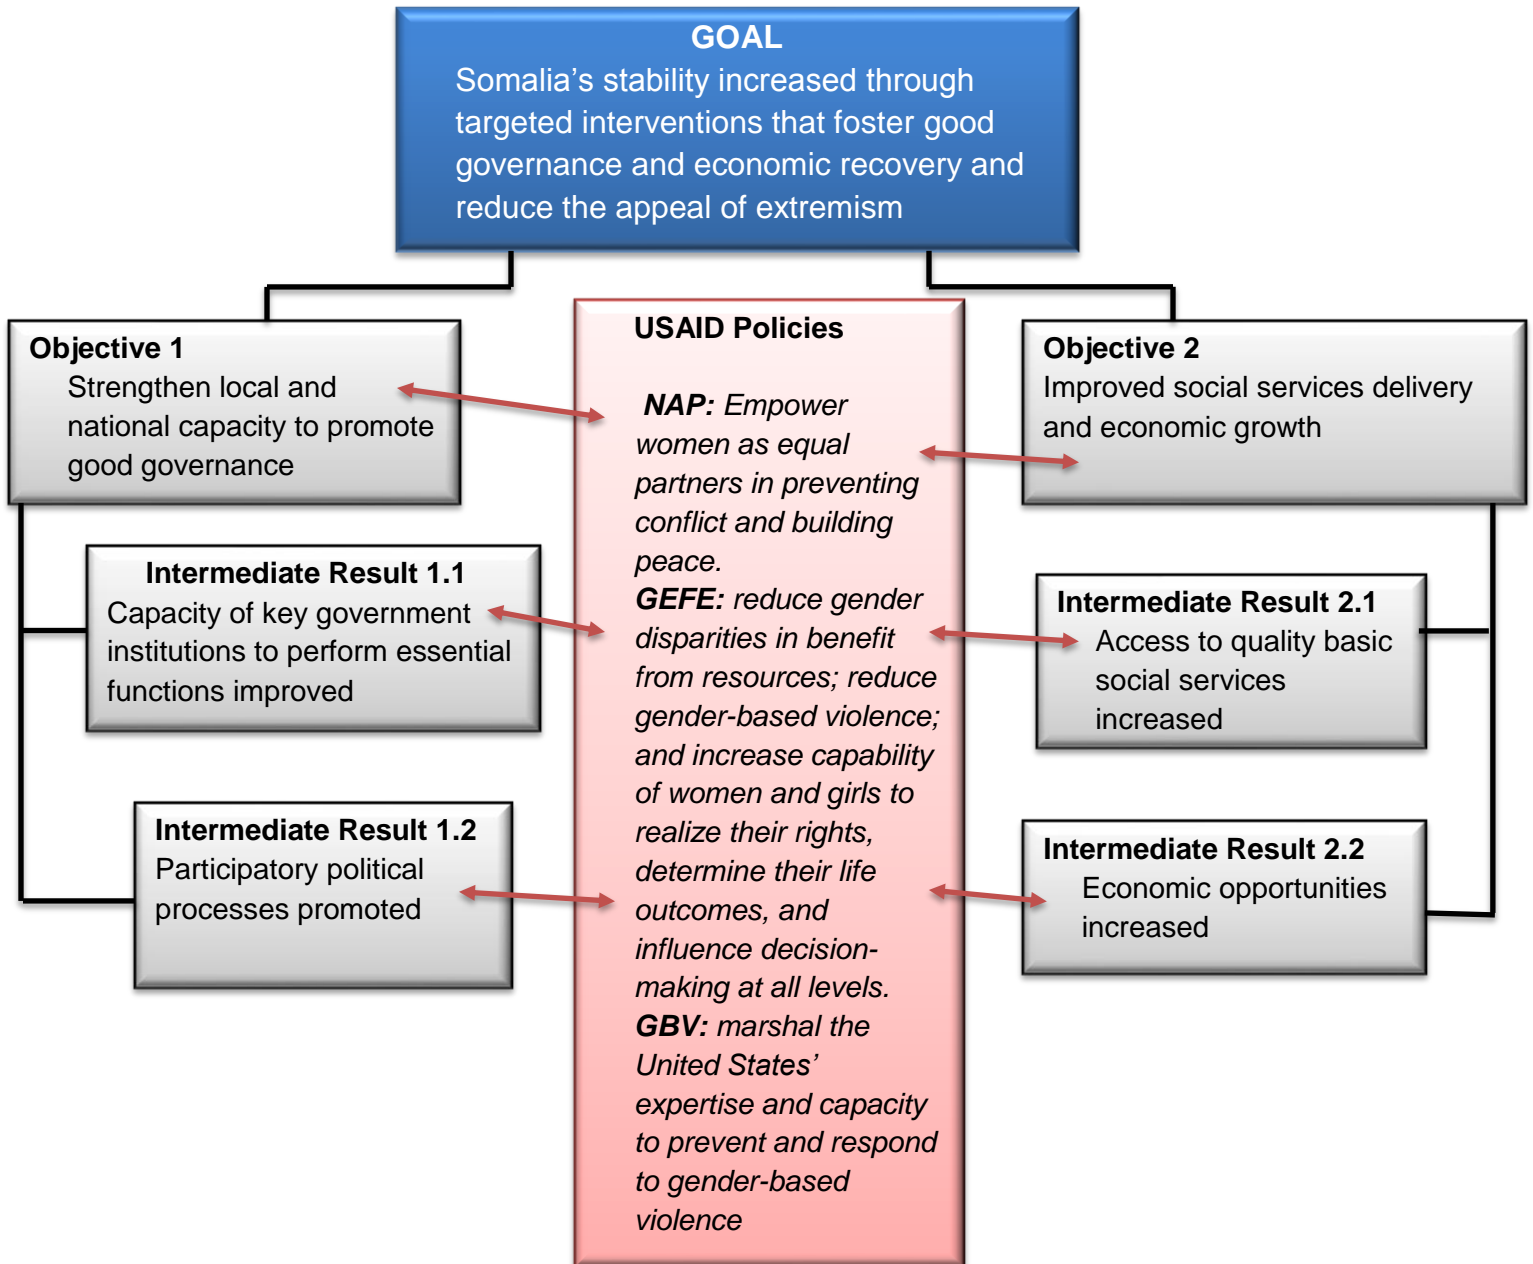 GOAL
Somalia’s stability increased through
targeted interventions that foster good
governance and economic recovery and
reduce the appeal of extremism
Objective 1
Strengthen local and
national capacity to promote
good governance
Intermediate Result 1.1
Capacity of key government
institutions to perform essential
functions improved
Intermediate Result 1.2
Participatory political
processes promoted
USAID Policies
NAP: Empower
women as equal
partners in preventing
conflict and building
peace.
GEFE: reduce gender
disparities in benefit
from resources; reduce
gender-based violence;
and increase capability
of women and girls to
realize their rights,
determine their life
outcomes, and
influence decision-
making at all levels.
GBV: marshal the
United States’
expertise and capacity
to prevent and respond
to gender-based
violence
Objective 2
Improved social services delivery
and economic growth
Intermediate Result 2.1
Access to quality basic
social services
increased
Intermediate Result 2.2
Economic opportunities
increased